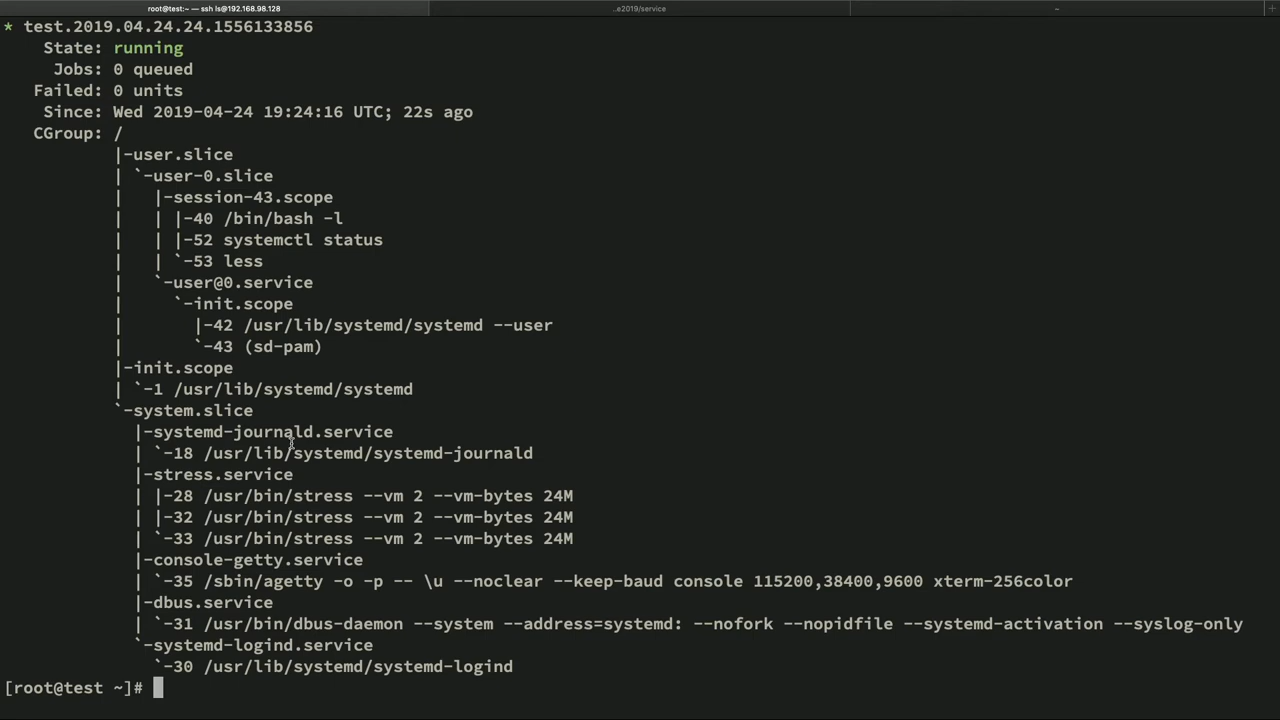 root@test:~ — ssh ls@192.168.98.128
..e2019/service
~
* test.2019.04.24.24.1556133856
    State: running
     Jobs: 0 queued
   Failed: 0 units
    Since: Wed 2019-04-24 19:24:16 UTC; 22s ago
   CGroup: /
           |-user.slice
           | `-user-0.slice
           |   |-session-43.scope
           |   | |-40 /bin/bash -l
           |   | |-52 systemctl status
           |   | `-53 less
           |   `-user@0.service
           |     `-init.scope
           |       |-42 /usr/lib/systemd/systemd --user
           |       `-43 (sd-pam)
           |-init.scope
           | `-1 /usr/lib/systemd/systemd
           `-system.slice
             |-systemd-journald.service
             | `-18 /usr/lib/systemd/systemd-journald
             |-stress.service
             | |-28 /usr/bin/stress --vm 2 --vm-bytes 24M
             | |-32 /usr/bin/stress --vm 2 --vm-bytes 24M
             | `-33 /usr/bin/stress --vm 2 --vm-bytes 24M
             |-console-getty.service
             | `-35 /sbin/agetty -o -p -- \u --noclear --keep-baud console 115200,38400,9600 xterm-256color
             |-dbus.service
             | `-31 /usr/bin/dbus-daemon --system --address=systemd: --nofork --nopidfile --systemd-activation --syslog-only
             `-systemd-logind.service
               `-30 /usr/lib/systemd/systemd-logind
[root@test ~]#